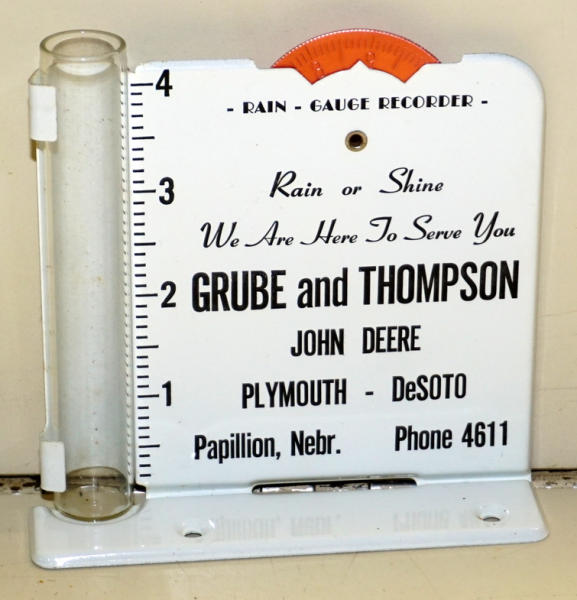 - RAIN - GAUGE RECORDER -
Rain or Shine
We Are Here To Serve You
GRUBE and THOMPSON
JOHN DEERE
PLYMOUTH - DeSOTO
Papillion, Nebr. Phone 4611
4
3
2
1